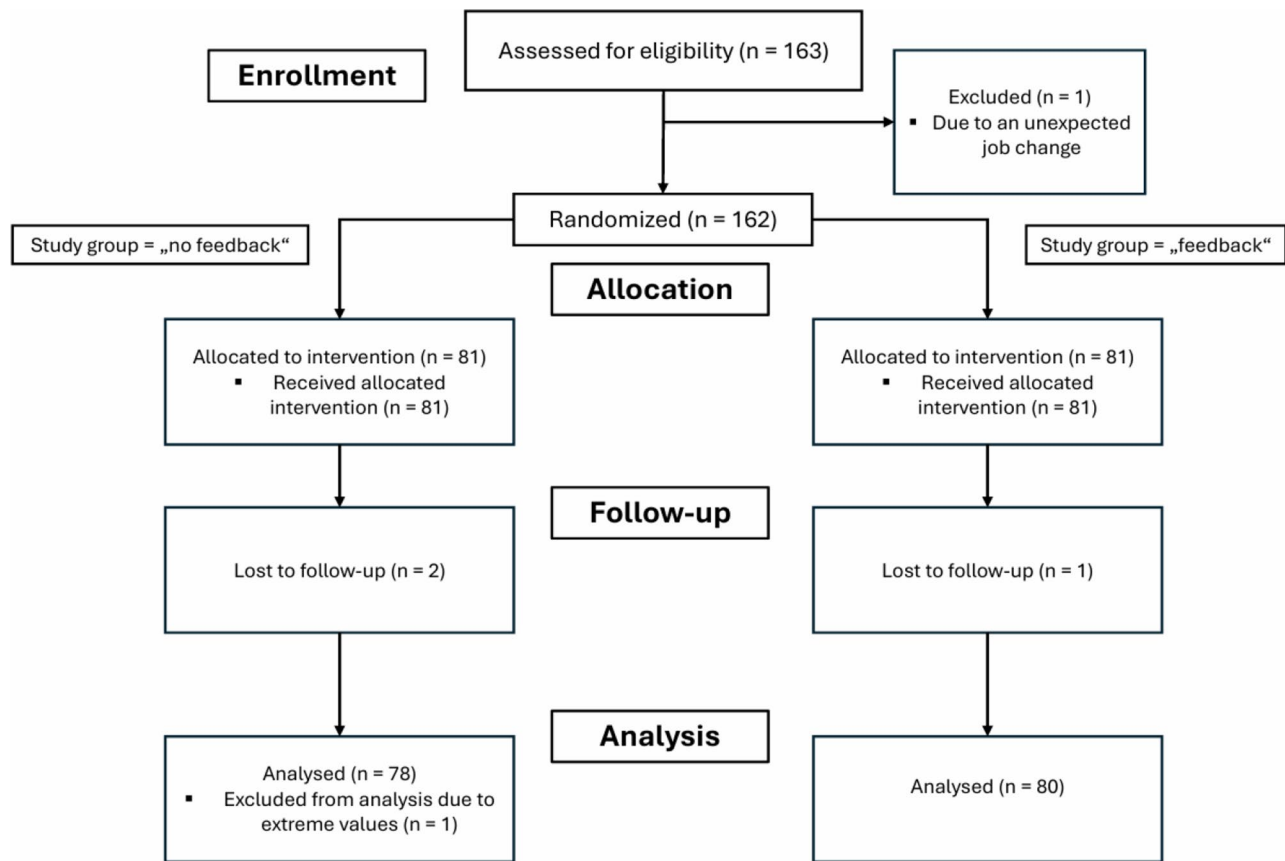 Assessed for eligibility (n = 163)
Enrollment
Excluded (n = 1)
▪ Due to an unexpected
job change
Randomized (n = 162)
Study group = „no feedback“
Study group = „feedback“
Allocation
Allocated to intervention (n = 81)
▪ Received allocated
intervention (n = 81)
Allocated to intervention (n = 81)
▪ Received allocated
intervention (n = 81)
Follow-up
Lost to follow-up (n = 2)
Lost to follow-up (n = 1)
Analysis
Analysed (n = 78)
▪ Excluded from analysis due to
extreme values (n = 1)
Analysed (n = 80)